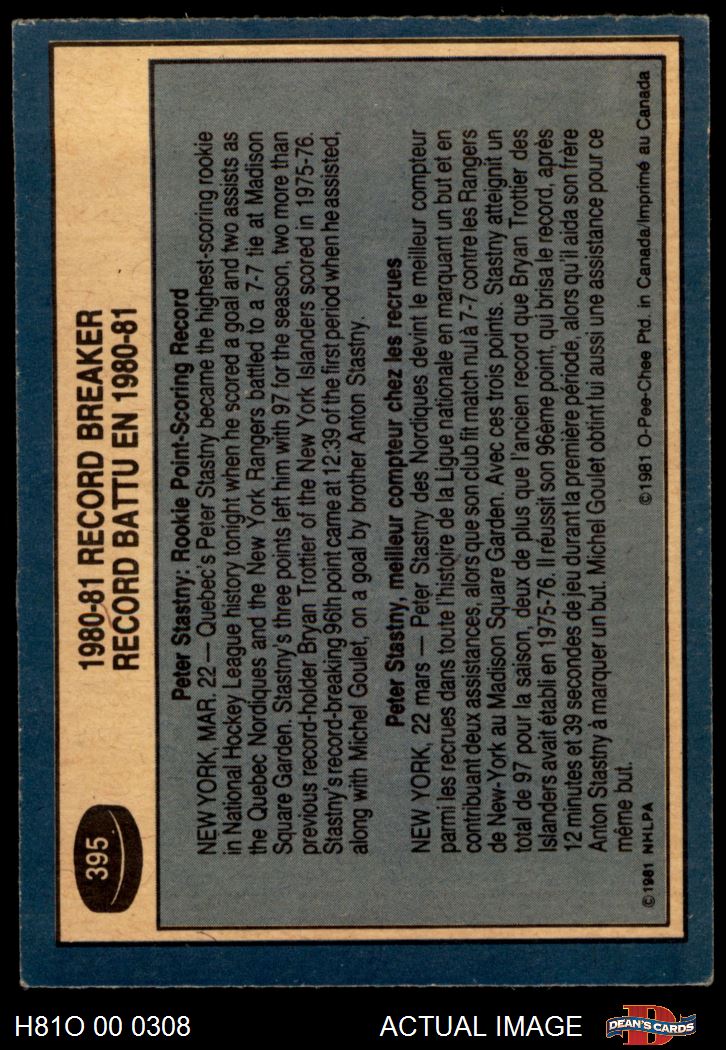 395
1980-81 RECORD BREAKER
RECORD BATTU EN 1980-81
Peter Stastny: Rookie Point-Scoring Record
NEW YORK, MAR. 22 — Quebec's Peter Stastny became the highest-scoring rookie
in National Hockey League history tonight when he scored a goal and two assists as
the Quebec Nordiques and the New York Rangers battled to a 7-7 tie at Madison
Square Garden. Stastny's three points left him with 97 for the season, two more than
previous record-holder Bryan Trottier of the New York Islanders scored in 1975-76.
Stastny's record-breaking 96th point came at 12:39 of the first period when he assisted,
along with Michel Goulet, on a goal by brother Anton Stastny.
Peter Stastny, meilleur compteur chez les recrues
NEW YORK, 22 mars — Peter Stastny des Nordiques devint le meilleur compteur
parmi les recrues dans toute l'histoire de la Ligue nationale en marquant un but et en
contribuant deux assistances, alors que son club fit match nul à 7-7 contre les Rangers
de New-York au Madison Square Garden. Avec ces trois points. Stastny atteignit un
total de 97 pour la saison, deux de plus que l'ancien record que Bryan Trottier des
Islanders avait établi en 1975-76. Il réussit son 96ème point, qui brisa le record, après
12 minutes et 39 secondes de jeu durant la première période, alors qu'il aida son frère
Anton Stastny à marquer un but. Michel Goulet obtint lui aussi une assistance pour ce
même but.
©1981 NHLPA ©1981 O-Pee-Chee Ptd. in Canada/Imprimé au Canada
H81O 00 0308 ACTUAL IMAGE DEAN'S CARDS